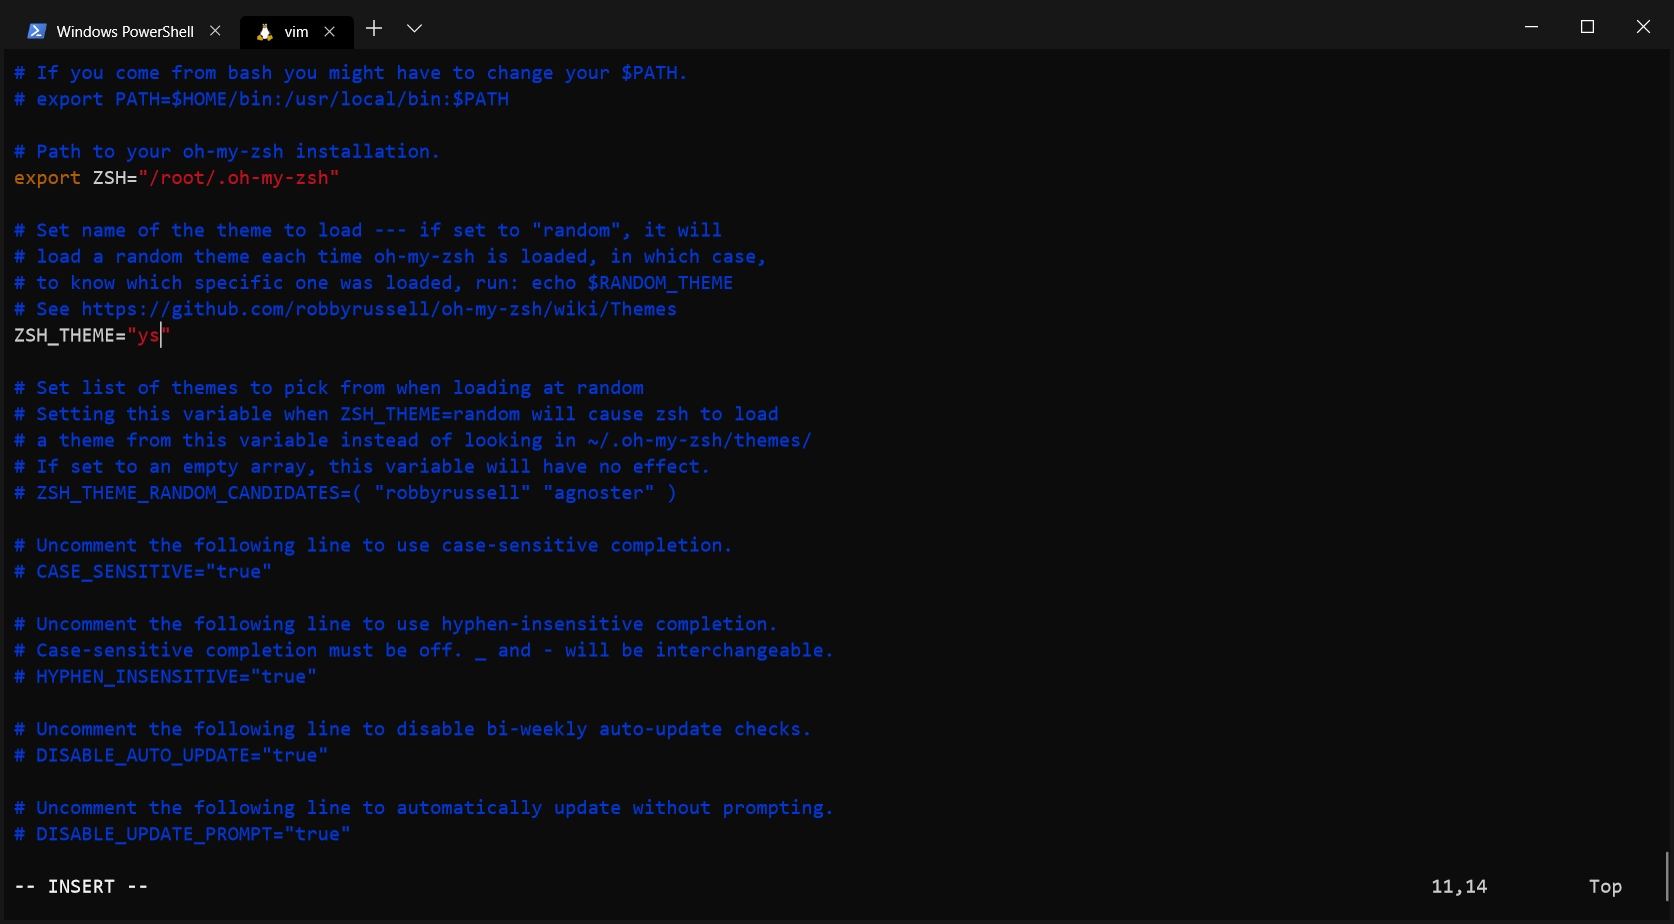 Windows PowerShell
vim
# If you come from bash you might have to change your $PATH.
# export PATH=$HOME/bin:/usr/local/bin:$PATH
# Path to your oh-my-zsh installation.
export ZSH="/root/.oh-my-zsh"
# Set name of the theme to load --- if set to "random", it will
# load a random theme each time oh-my-zsh is loaded, in which case,
# to know which specific one was loaded, run: echo $RANDOM_THEME
# See https://github.com/robbyrussell/oh-my-zsh/wiki/Themes
ZSH_THEME="ys"
# Set list of themes to pick from when loading at random
# Setting this variable when ZSH_THEME=random will cause zsh to load
# a theme from this variable instead of looking in ~/.oh-my-zsh/themes/
# If set to an empty array, this variable will have no effect.
# ZSH_THEME_RANDOM_CANDIDATES=( "robbyrussell" "agnoster" )
# Uncomment the following line to use case-sensitive completion.
# CASE_SENSITIVE="true"
# Uncomment the following line to use hyphen-insensitive completion.
# Case-sensitive completion must be off. _ and - will be interchangeable.
# HYPHEN_INSENSITIVE="true"
# Uncomment the following line to disable bi-weekly auto-update checks.
# DISABLE_AUTO_UPDATE="true"
# Uncomment the following line to automatically update without prompting.
# DISABLE_UPDATE_PROMPT="true"
-- INSERT -- 11,14 Top